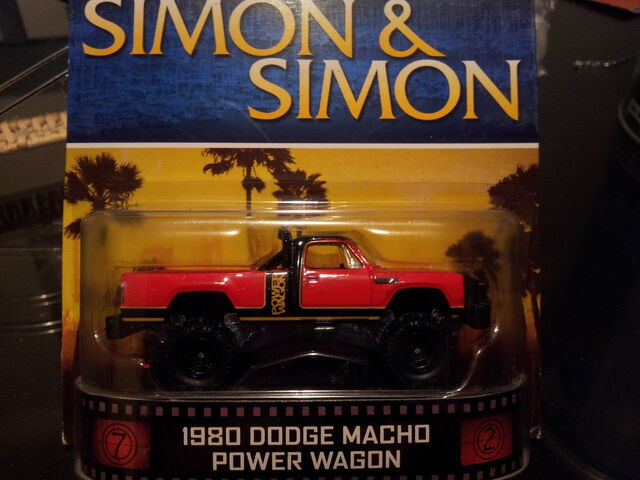 SIMON &
SIMON
POWER
WAGON
7
1980 DODGE MACHO
POWER WAGON
2